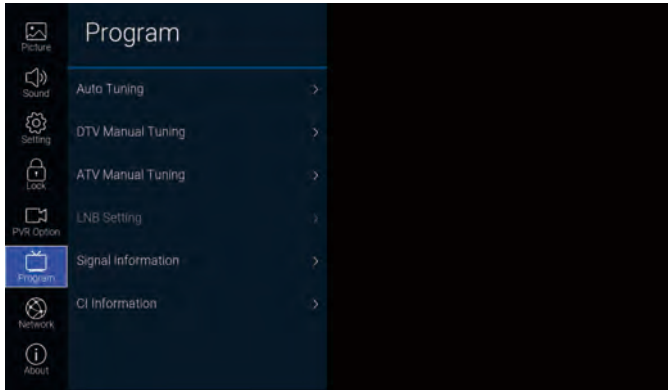 Picture
Sound
Setting
Lock
PVR Option
Program
Network
About
Program
Auto Tuning
DTV Manual Tuning
ATV Manual Tuning
LNB Setting
Signal Information
CI Information